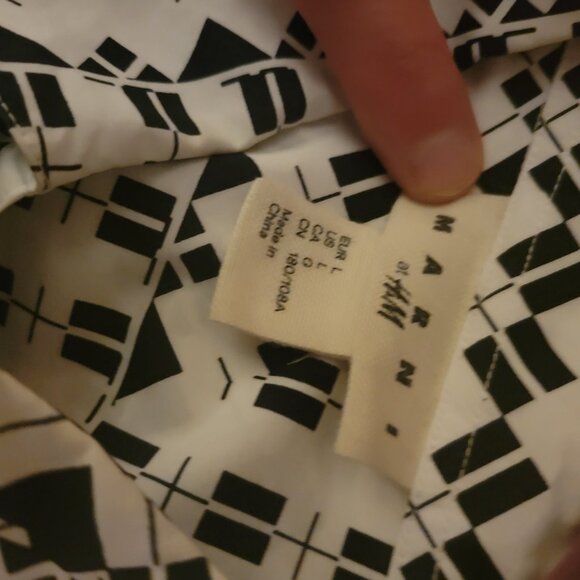 MARNI
at H&M
EUR L
US L
CA G
CN 180/108A
Made in
China